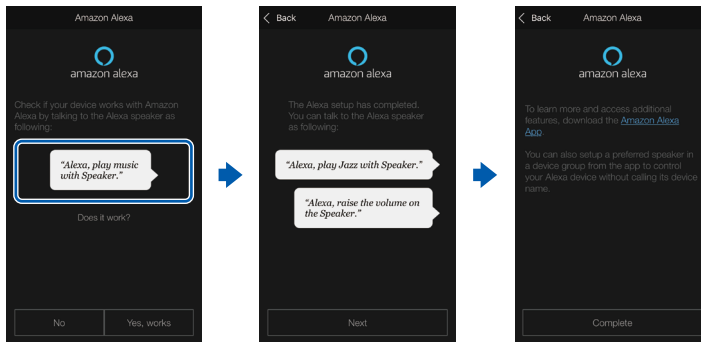 Amazon Alexa
amazon alexa
Check if your device works with Amazon
Alexa by talking to the Alexa speaker as
following:
“Alexa, play music
with Speaker.”
Does it work?
No
Yes, works
Back
Amazon Alexa
amazon alexa
The Alexa setup has completed.
You can talk to the Alexa speaker
as following:
“Alexa, play Jazz with Speaker.”
“Alexa, raise the volume on
the Speaker.”
Next
Back
Amazon Alexa
amazon alexa
To learn more and access additional
features, download the Amazon Alexa
App.
You can also setup a preferred speaker in
a device group from the app to control
your Alexa device without calling its device
name.
Complete